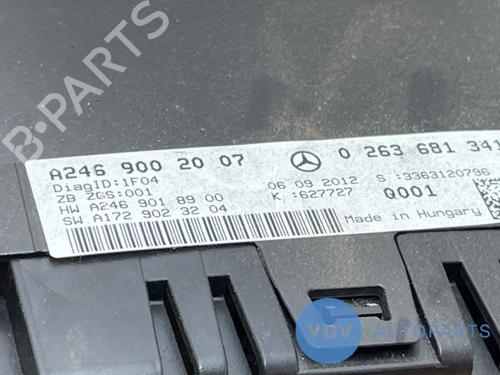 B-PARTS
A246 900 20 07 0 263 681 341
DiagID:1F04 06 09 2012 S :3363120796
ZB ZGS:001 K :627727 Q001
HW A246 901 89 00 Made in Hungary
SW A172 902 32 04
VDV AUTOPARTS